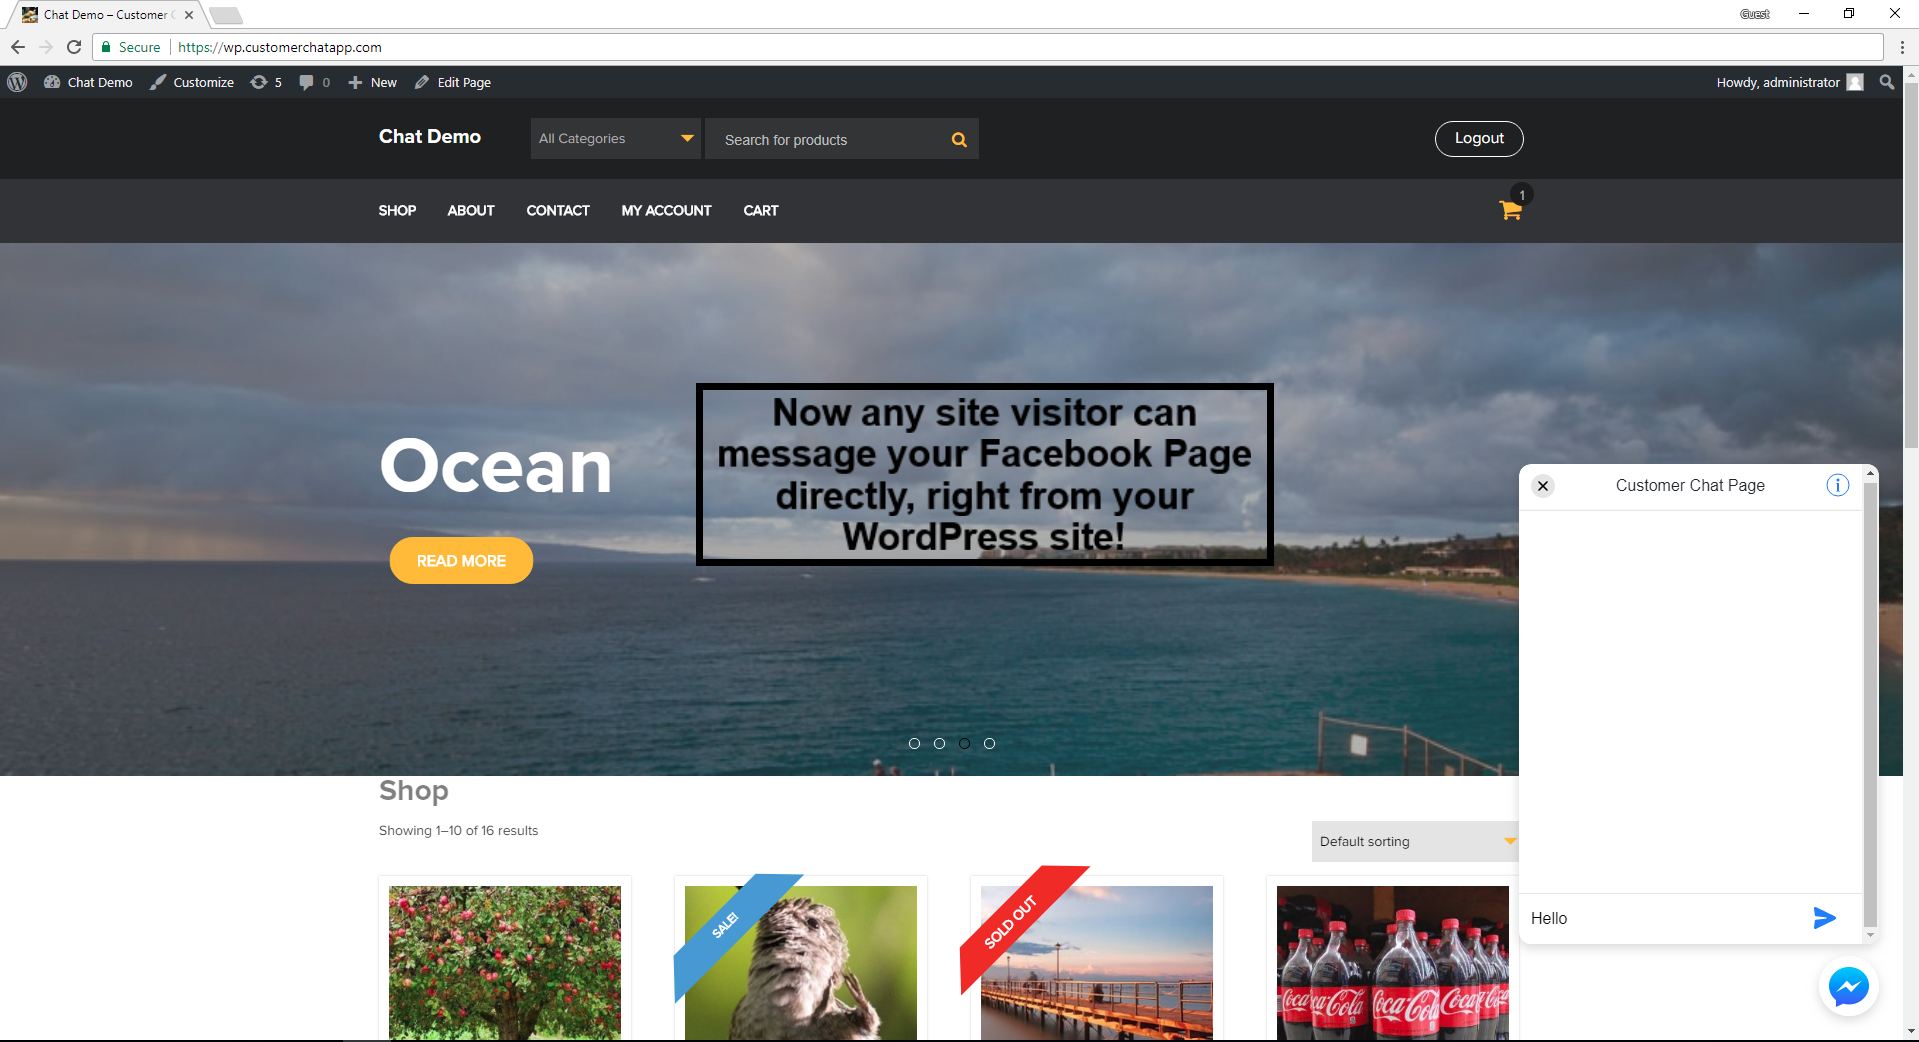 Chat Demo – Customer C
Guest
Secure https://wp.customerchatapp.com
Chat Demo Customize 5 0 New Edit Page Howdy, administrator
Chat Demo All Categories Search for products Logout
SHOP ABOUT CONTACT MY ACCOUNT CART 1
Now any site visitor can
message your Facebook Page
directly, right from your
WordPress site!
Ocean
READ MORE
Customer Chat Page
Hello
Shop
Showing 1–10 of 16 results
Default sorting
SALE!
SOLD OUT
Coca-Cola Coca-Cola Coca-Cola